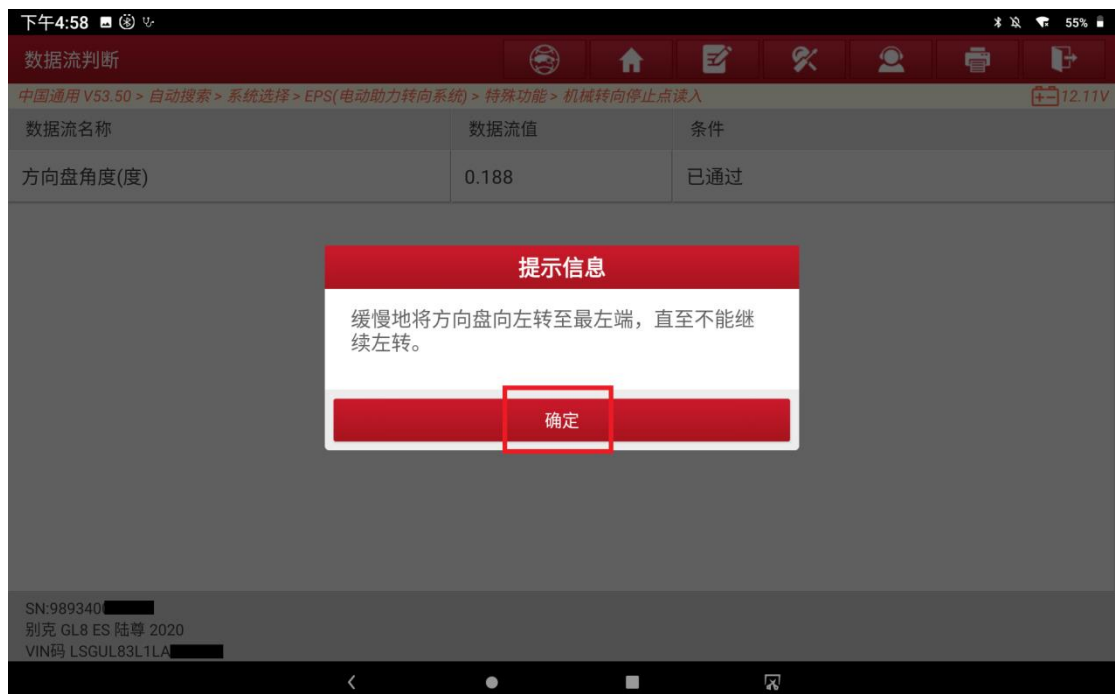 下午4:58
55%
数据流判断
中国通用 V53.50 > 自动搜索 > 系统选择 > EPS(电动助力转向系统) > 特殊功能 > 机械转向停止点读入
12.11V
数据流名称 数据流值 条件
方向盘角度(度) 0.188 已通过
提示信息
缓慢地将方向盘向左转至最左端，直至不能继
续左转。
确定
SN:989340
别克 GL8 ES 陆尊 2020
VIN码 LSGUL83L1LA